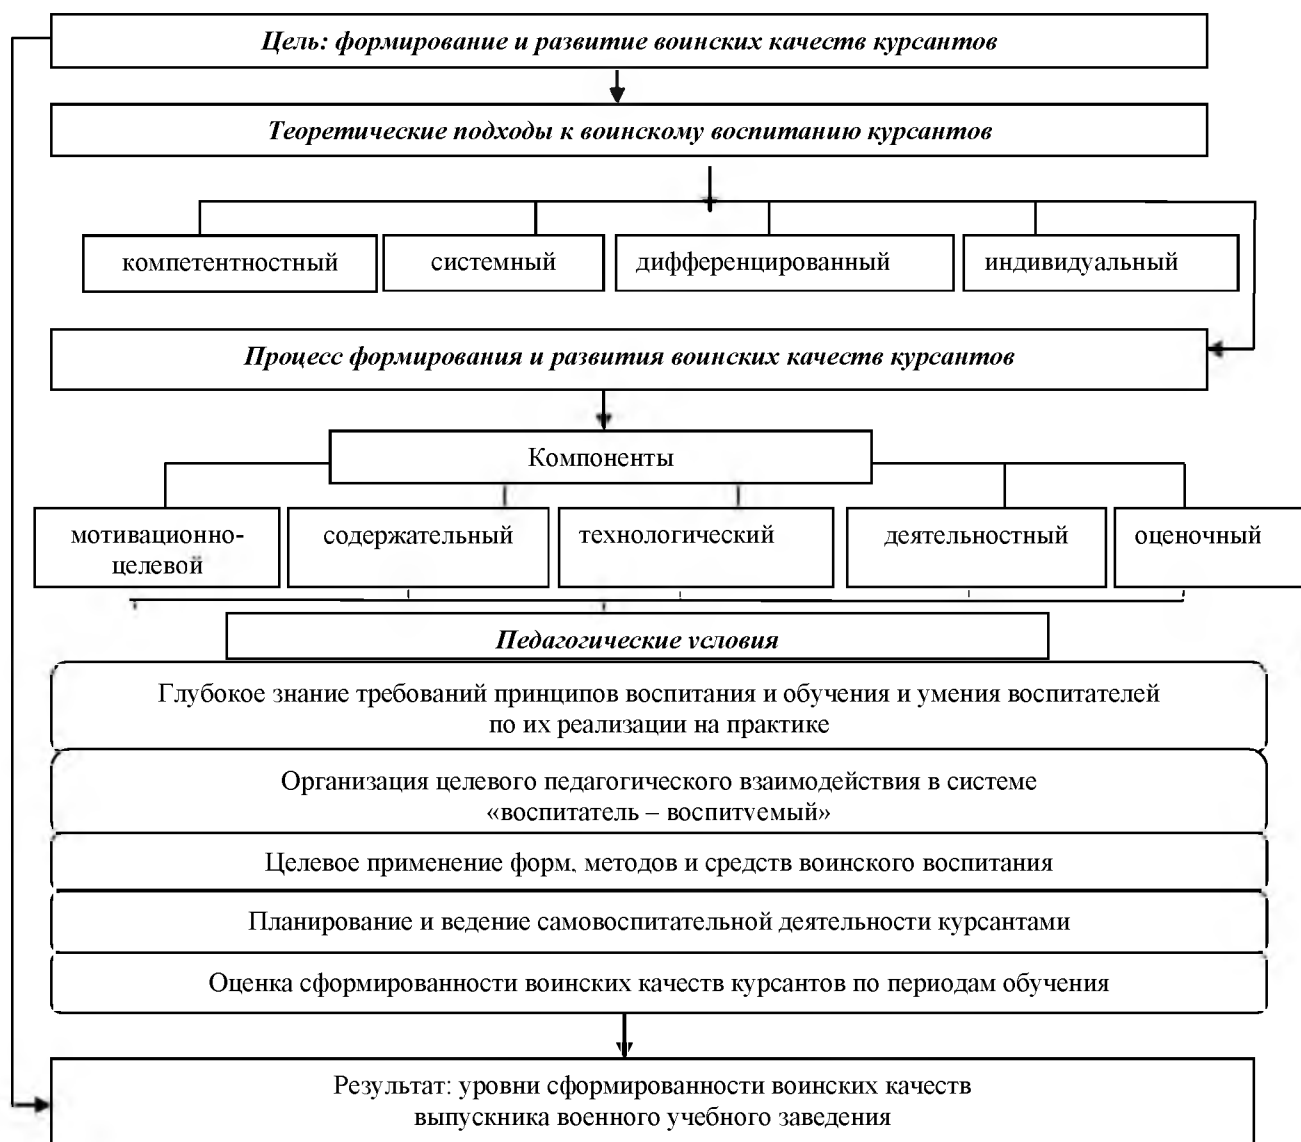 Цель: формирование и развитие воинских качеств курсантов
Теоретические подходы к воинскому воспитанию курсантов
компетентностный
системный
дифференцированный
индивидуальный
Процесс формирования и развития воинских качеств курсантов
Компоненты
мотивационно-
целевой
содержательный
технологический
деятельностный
оценочный
Педагогические условия
Глубокое знание требований принципов воспитания и обучения и умения воспитателей
по их реализации на практике
Организация целевого педагогического взаимодействия в системе
«воспитатель – воспитуемый»
Целевое применение форм, методов и средств воинского воспитания
Планирование и ведение самовоспитательной деятельности курсантами
Оценка сформированности воинских качеств курсантов по периодам обучения
Результат: уровни сформированности воинских качеств
выпускника военного учебного заведения